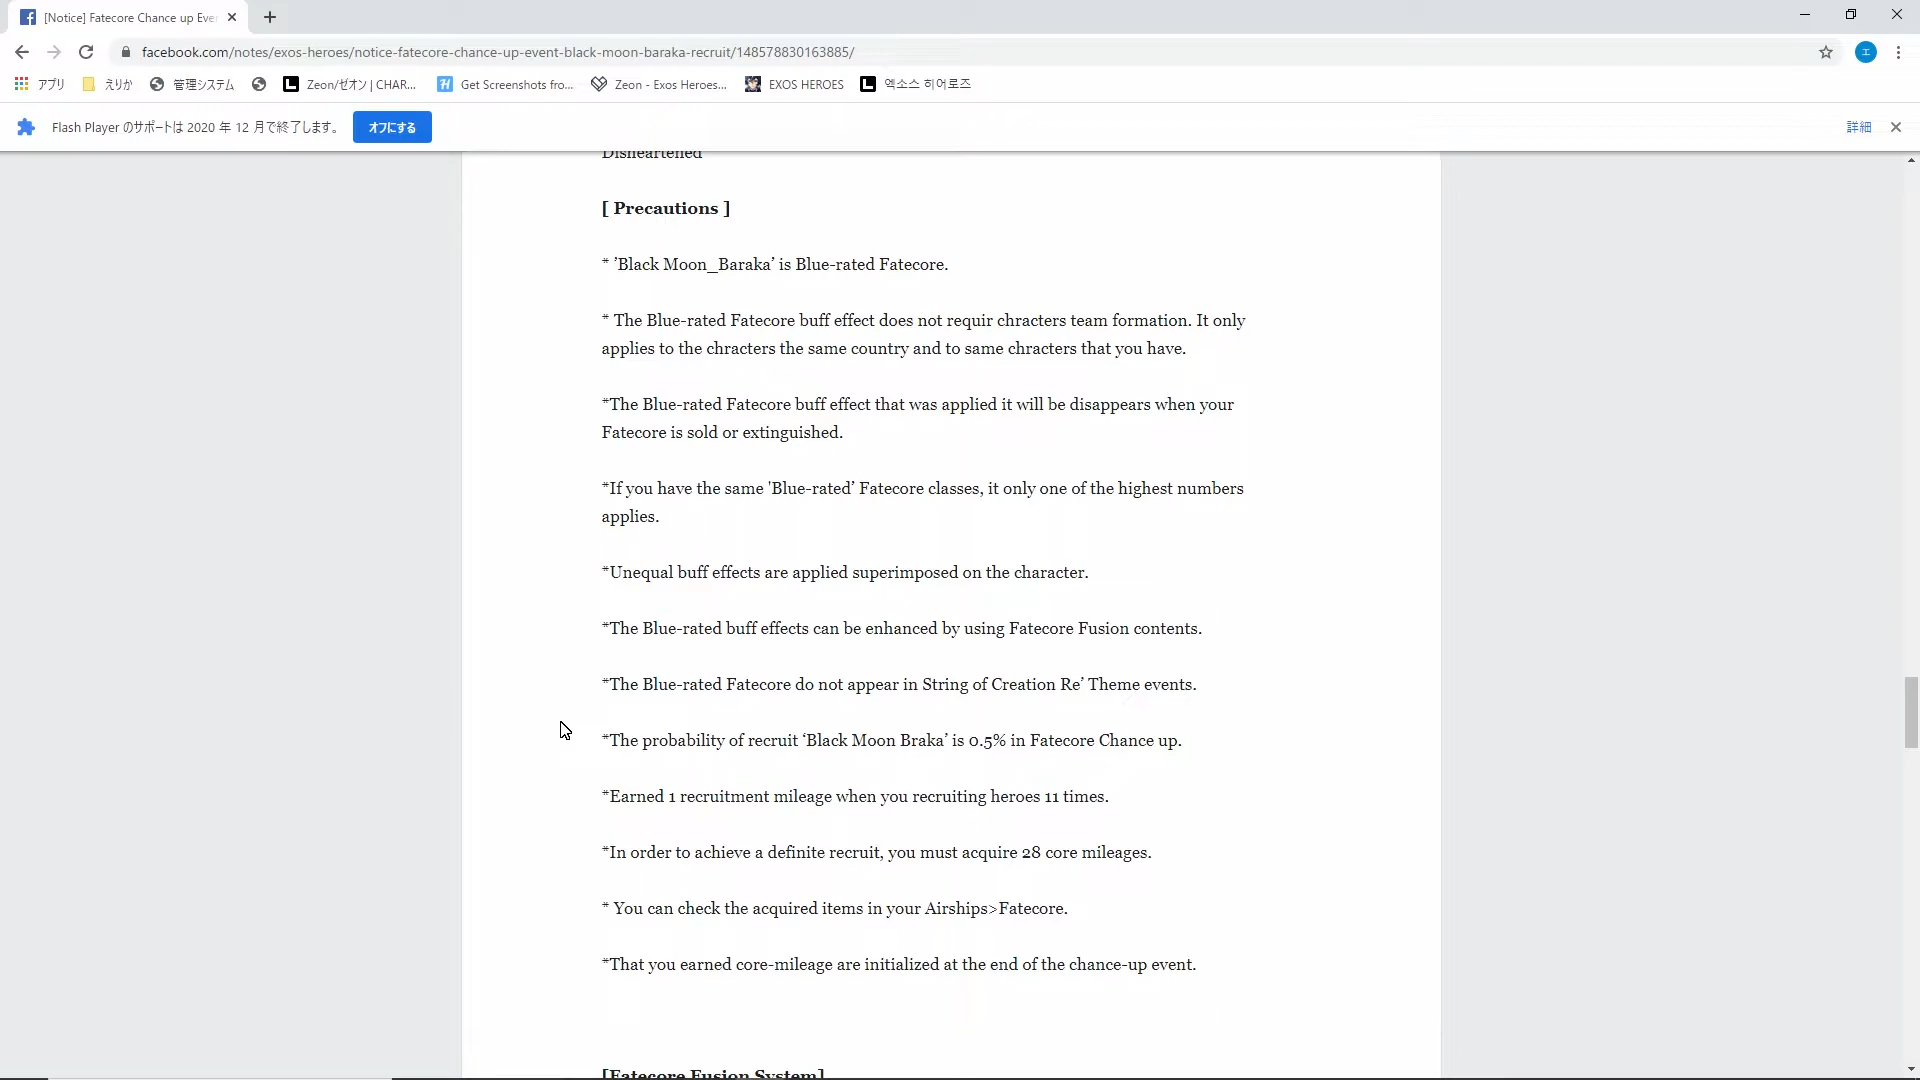 [Notice] Fatecore Chance up Eve
facebook.com/notes/exos-heroes/notice-fatecore-chance-up-event-black-moon-baraka-recruit/148578830163885/
エ
アプリ えりか 管理システム Zeon/ゼオン | CHAR... Get Screenshots fro... Zeon - Exos Heroes... EXOS HEROES 엑소스 히어로즈
Flash Player のサポートは 2020 年 12 月で終了します。 オフにする 詳細
Disheartened
[ Precautions ]
* ’Black Moon_Baraka’ is Blue-rated Fatecore.
* The Blue-rated Fatecore buff effect does not requir chracters team formation. It only
applies to the chracters the same country and to same chracters that you have.
*The Blue-rated Fatecore buff effect that was applied it will be disappears when your
Fatecore is sold or extinguished.
*If you have the same 'Blue-rated’ Fatecore classes, it only one of the highest numbers
applies.
*Unequal buff effects are applied superimposed on the character.
*The Blue-rated buff effects can be enhanced by using Fatecore Fusion contents.
*The Blue-rated Fatecore do not appear in String of Creation Re’ Theme events.
*The probability of recruit ‘Black Moon Braka’ is 0.5% in Fatecore Chance up.
*Earned 1 recruitment mileage when you recruiting heroes 11 times.
*In order to achieve a definite recruit, you must acquire 28 core mileages.
* You can check the acquired items in your Airships>Fatecore.
*That you earned core-mileage are initialized at the end of the chance-up event.
[Fatecore Fusion System]